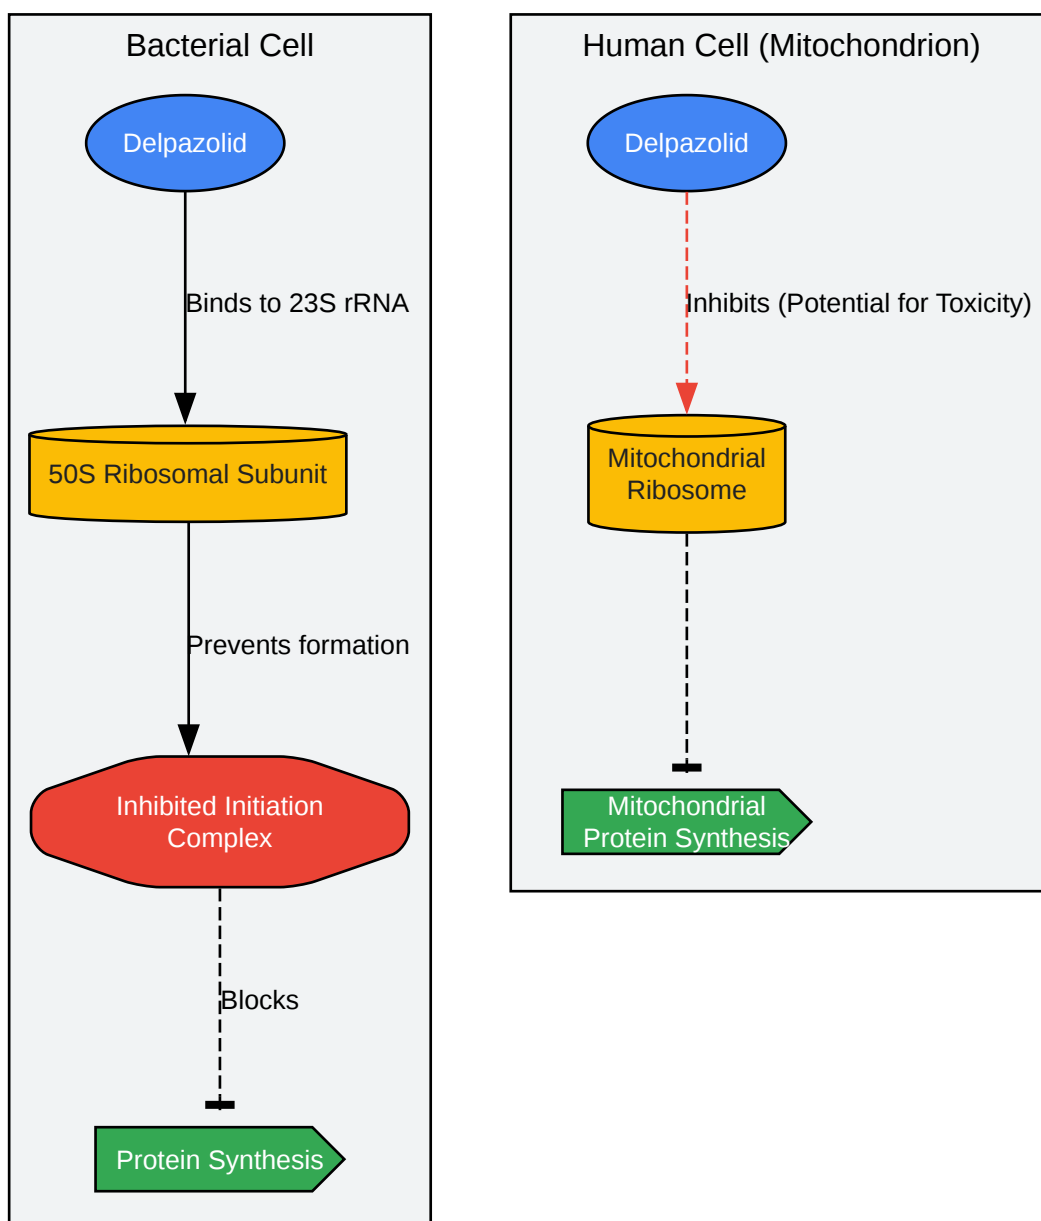 Bacterial Cell
Delpazolid
Binds to 23S rRNA
50S Ribosomal Subunit
Prevents formation
Inhibited Initiation
Complex
Blocks
Protein Synthesis
Human Cell (Mitochondrion)
Delpazolid
Inhibits (Potential for Toxicity)
Mitochondrial
Ribosome
Mitochondrial
Protein Synthesis